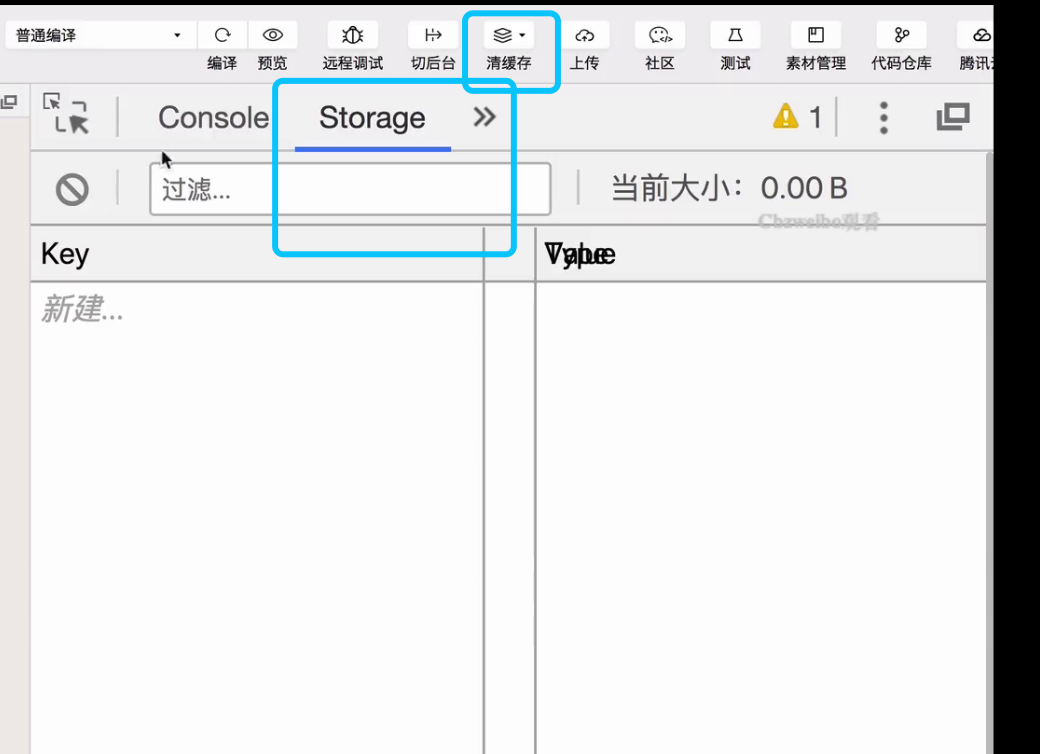 普通编译
编译 预览 远程调试 切后台 清缓存 上传 社区 测试 素材管理 代码仓库 腾讯
Console Storage 1
过滤... 当前大小：0.00 B
Cbzweibo观看
Key Value Type
新建...